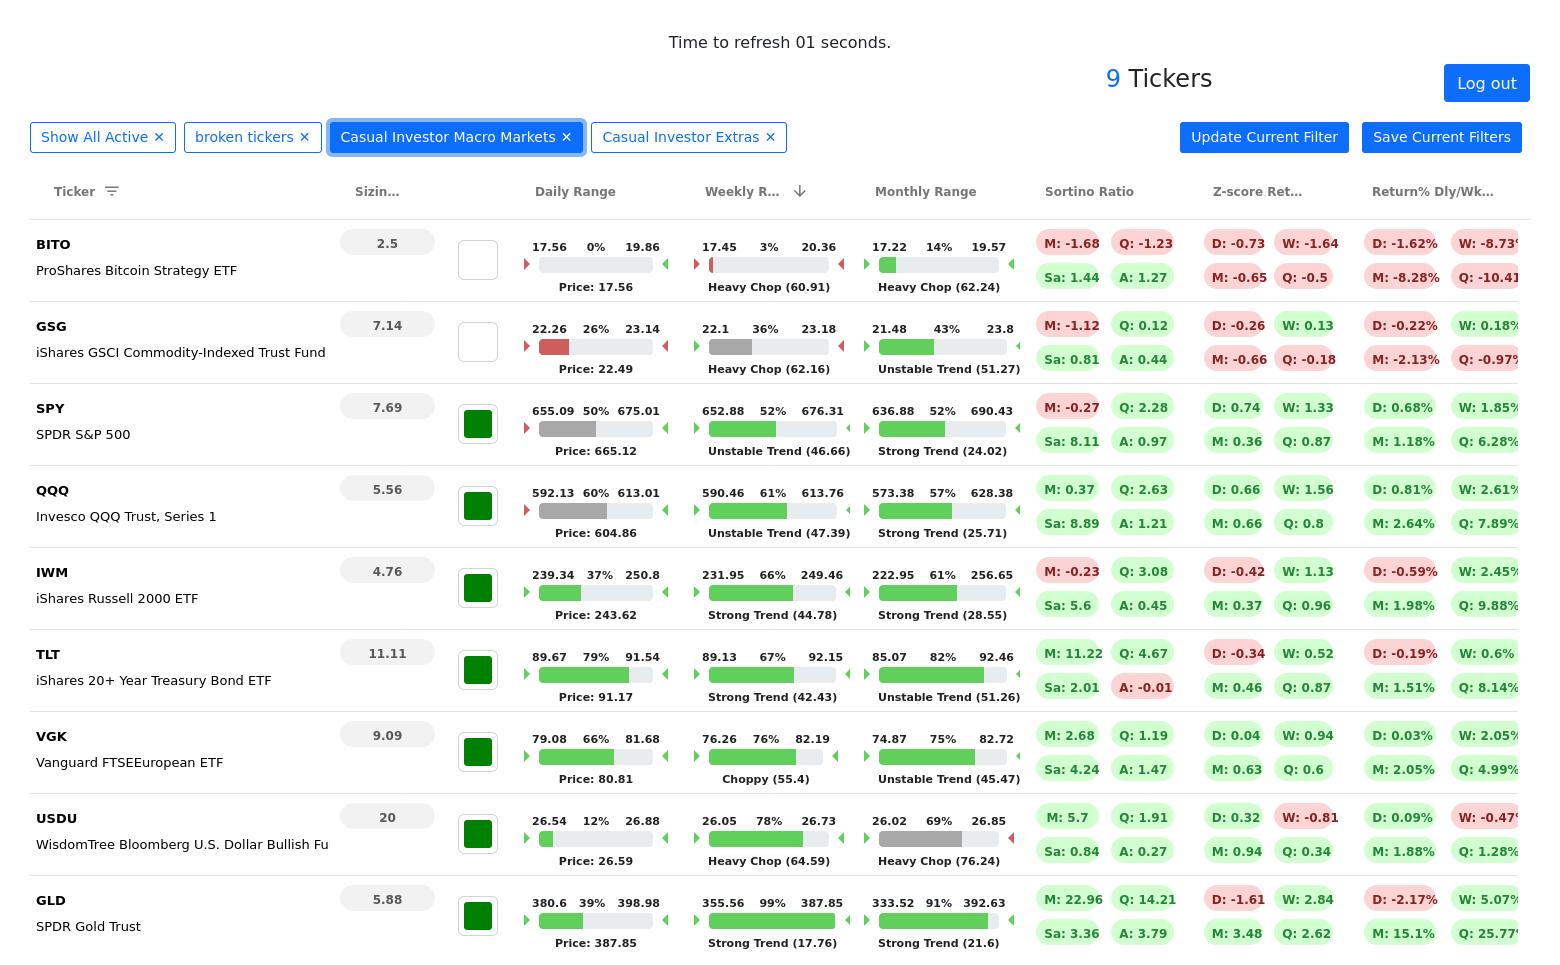 Time to refresh 01 seconds.
9 Tickers
Log out
Show All Active ✕ broken tickers ✕ Casual Investor Macro Markets ✕ Casual Investor Extras ✕ Update Current Filter Save Current Filters
Ticker Sizin… Daily Range Weekly R… Monthly Range Sortino Ratio Z-score Ret… Return% Dly/Wk…
BITO 2.5 17.56 0% 19.86 17.45 3% 20.36 17.22 14% 19.57 M: -1.68 Q: -1.23 D: -0.73 W: -1.64 D: -1.62% W: -8.73%
ProShares Bitcoin Strategy ETF Price: 17.56 Heavy Chop (60.91) Heavy Chop (62.24) Sa: 1.44 A: 1.27 M: -0.65 Q: -0.5 M: -8.28% Q: -10.41
GSG 7.14 22.26 26% 23.14 22.1 36% 23.18 21.48 43% 23.8 M: -1.12 Q: 0.12 D: -0.26 W: 0.13 D: -0.22% W: 0.18%
iShares GSCI Commodity-Indexed Trust Fund Price: 22.49 Heavy Chop (62.16) Unstable Trend (51.27) Sa: 0.81 A: 0.44 M: -0.66 Q: -0.18 M: -2.13% Q: -0.97%
SPY 7.69 655.09 50% 675.01 652.88 52% 676.31 636.88 52% 690.43 M: -0.27 Q: 2.28 D: 0.74 W: 1.33 D: 0.68% W: 1.85%
SPDR S&P 500 Price: 665.12 Unstable Trend (46.66) Strong Trend (24.02) Sa: 8.11 A: 0.97 M: 0.36 Q: 0.87 M: 1.18% Q: 6.28%
QQQ 5.56 592.13 60% 613.01 590.46 61% 613.76 573.38 57% 628.38 M: 0.37 Q: 2.63 D: 0.66 W: 1.56 D: 0.81% W: 2.61%
Invesco QQQ Trust, Series 1 Price: 604.86 Unstable Trend (47.39) Strong Trend (25.71) Sa: 8.89 A: 1.21 M: 0.66 Q: 0.8 M: 2.64% Q: 7.89%
IWM 4.76 239.34 37% 250.8 231.95 66% 249.46 222.95 61% 256.65 M: -0.23 Q: 3.08 D: -0.42 W: 1.13 D: -0.59% W: 2.45%
iShares Russell 2000 ETF Price: 243.62 Strong Trend (44.78) Strong Trend (28.55) Sa: 5.6 A: 0.45 M: 0.37 Q: 0.96 M: 1.98% Q: 9.88%
TLT 11.11 89.67 79% 91.54 89.13 67% 92.15 85.07 82% 92.46 M: 11.22 Q: 4.67 D: -0.34 W: 0.52 D: -0.19% W: 0.6%
iShares 20+ Year Treasury Bond ETF Price: 91.17 Strong Trend (42.43) Unstable Trend (51.26) Sa: 2.01 A: -0.01 M: 0.46 Q: 0.87 M: 1.51% Q: 8.14%
VGK 9.09 79.08 66% 81.68 76.26 76% 82.19 74.87 75% 82.72 M: 2.68 Q: 1.19 D: 0.04 W: 0.94 D: 0.03% W: 2.05%
Vanguard FTSEEuropean ETF Price: 80.81 Choppy (55.4) Unstable Trend (45.47) Sa: 4.24 A: 1.47 M: 0.63 Q: 0.6 M: 2.05% Q: 4.99%
USDU 20 26.54 12% 26.88 26.05 78% 26.73 26.02 69% 26.85 M: 5.7 Q: 1.91 D: 0.32 W: -0.81 D: 0.09% W: -0.47%
WisdomTree Bloomberg U.S. Dollar Bullish Fu Price: 26.59 Heavy Chop (64.59) Heavy Chop (76.24) Sa: 0.84 A: 0.27 M: 0.94 Q: 0.34 M: 1.88% Q: 1.28%
GLD 5.88 380.6 39% 398.98 355.56 99% 387.85 333.52 91% 392.63 M: 22.96 Q: 14.21 D: -1.61 W: 2.84 D: -2.17% W: 5.07%
SPDR Gold Trust Price: 387.85 Strong Trend (17.76) Strong Trend (21.6) Sa: 3.36 A: 3.79 M: 3.48 Q: 2.62 M: 15.1% Q: 25.77%